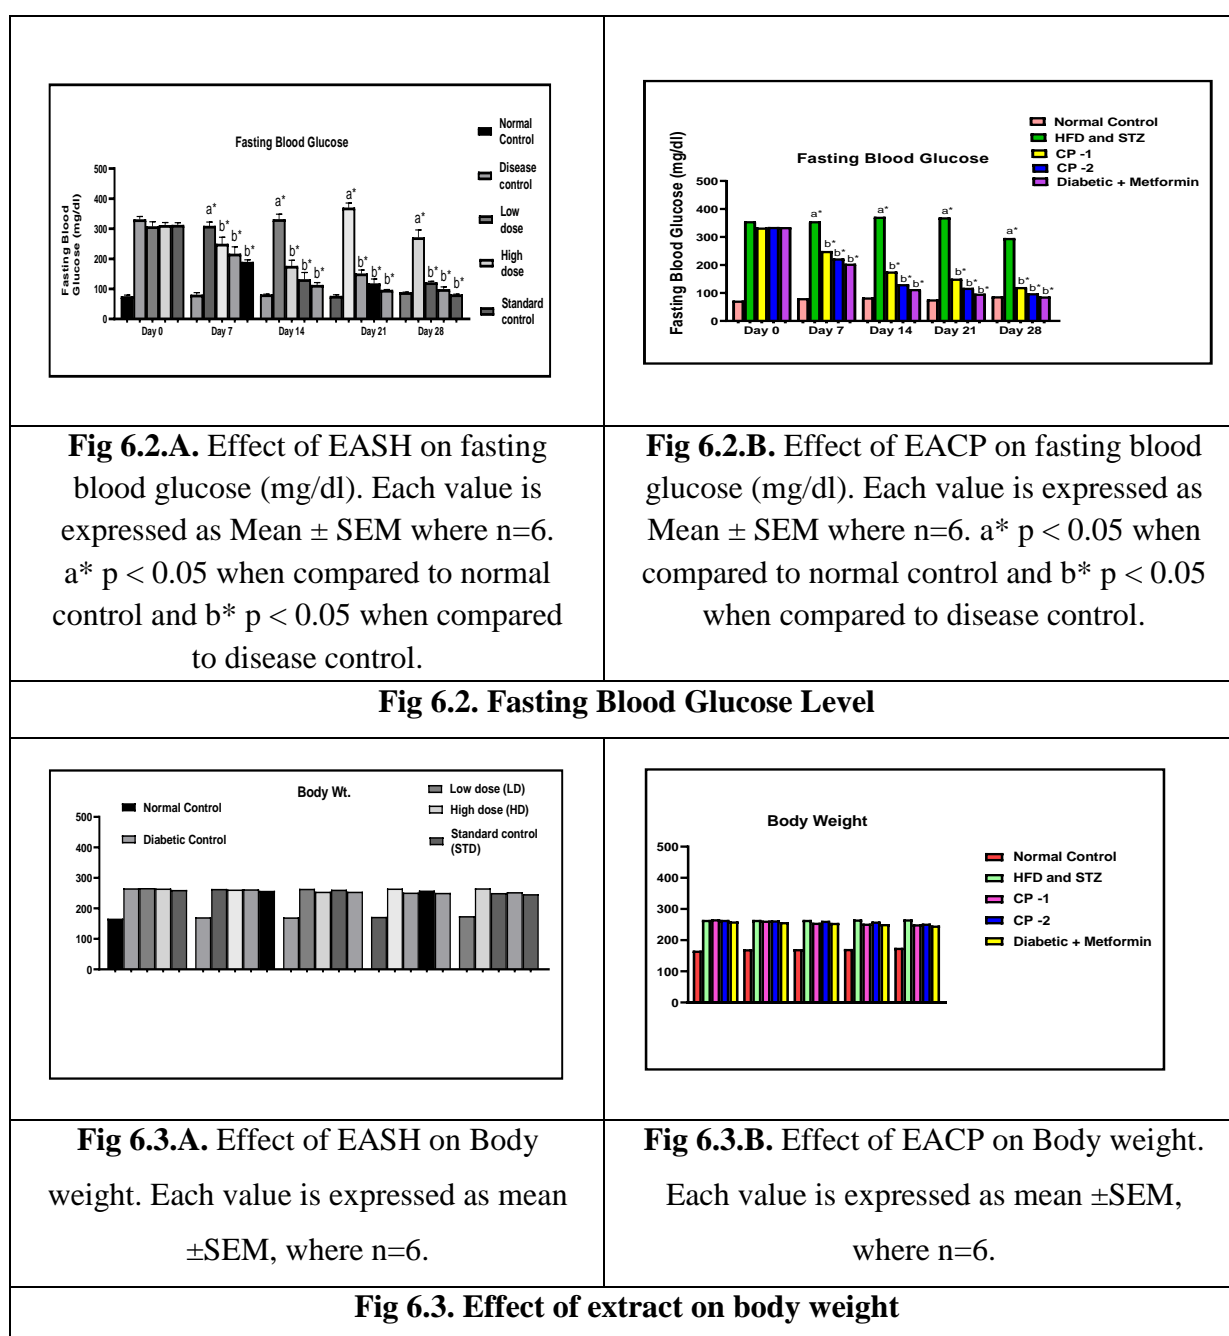 Fasting Blood Glucose
Fasting Blood
Glucose (mg/dl)
500
400
300
200
100
0
a*
b*
b*
b*
a*
b*
b*
b*
a*
b*
b*
b*
a*
b*
b*
b*
Day 0
Day 7
Day 14
Day 21
Day 28
Normal
Control
Disease
control
Low
dose
High
dose
Standard
control
Fasting Blood Glucose
Fasting Blood Glucose (mg/dl)
500
400
300
200
100
0
a*
b*
b*
b*
a*
b*
b*
b*
a*
b*
b*
b*
a*
b*
b*
b*
Day 0
Day 7
Day 14
Day 21
Day 28
Normal Control
HFD and STZ
CP -1
CP -2
Diabetic + Metformin
Fig 6.2.A. Effect of EASH on fasting
blood glucose (mg/dl). Each value is
expressed as Mean ± SEM where n=6.
a* p < 0.05 when compared to normal
control and b* p < 0.05 when compared
to disease control.
Fig 6.2.B. Effect of EACP on fasting blood
glucose (mg/dl). Each value is expressed as
Mean ± SEM where n=6. a* p < 0.05 when
compared to normal control and b* p < 0.05
when compared to disease control.
Fig 6.2. Fasting Blood Glucose Level
Body Wt.
Normal Control
Diabetic Control
Low dose (LD)
High dose (HD)
Standard control
(STD)
500
400
300
200
100
0
Body Weight
500
400
300
200
100
0
Normal Control
HFD and STZ
CP -1
CP -2
Diabetic + Metformin
Fig 6.3.A. Effect of EASH on Body
weight. Each value is expressed as mean
±SEM, where n=6.
Fig 6.3.B. Effect of EACP on Body weight.
Each value is expressed as mean ±SEM,
where n=6.
Fig 6.3. Effect of extract on body weight